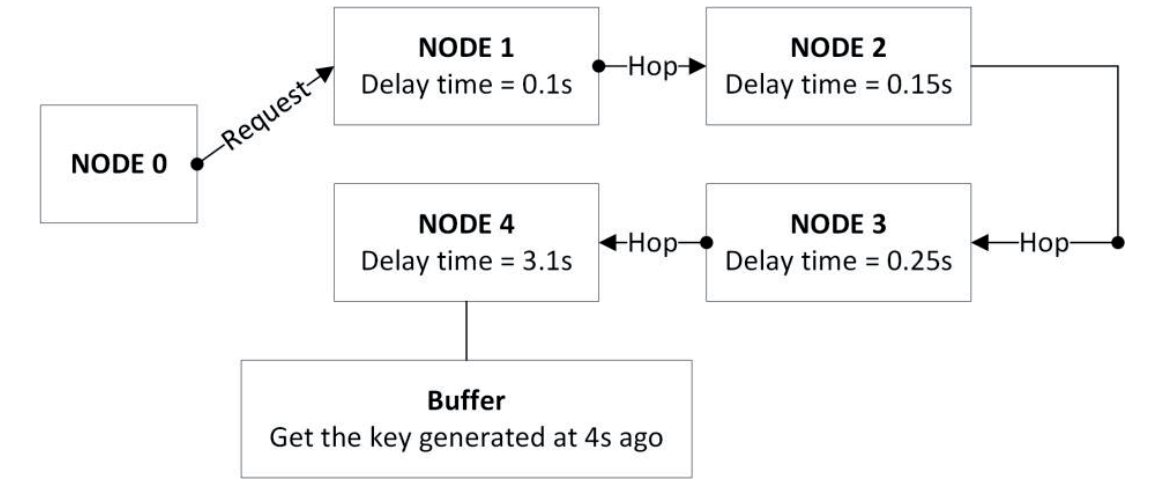 NODE 0
Request
NODE 1
Delay time = 0.1s
Hop
NODE 2
Delay time = 0.15s
Hop
NODE 3
Delay time = 0.25s
Hop
NODE 4
Delay time = 3.1s
Buffer
Get the key generated at 4s ago